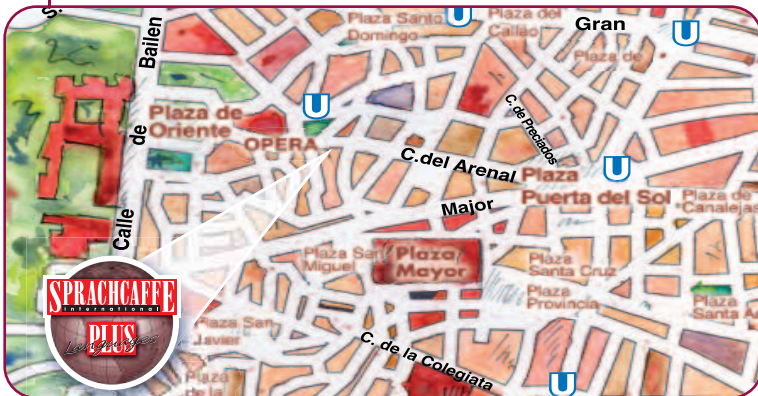 S.
Bailen
de
Calle
Plaza Santo
Domingo
Plaza del
Callao
Gran
Plaza de
U
U
U
U
U
Plaza de
Oriente
OPERA
C. de Preciados
C.del Arenal
Plaza
Puerta del Sol
Plaza de
Canalejas
Major
Plaza San
Miguel
Plaza
Mayor
Plaza
Santa Cruz
Plaza
Provincia
Plaza
Santa A
Plaza San
Javier
Plaza
de la
C. de la Colegiata
SPRACHCAFFE
International
Languages
PLUS